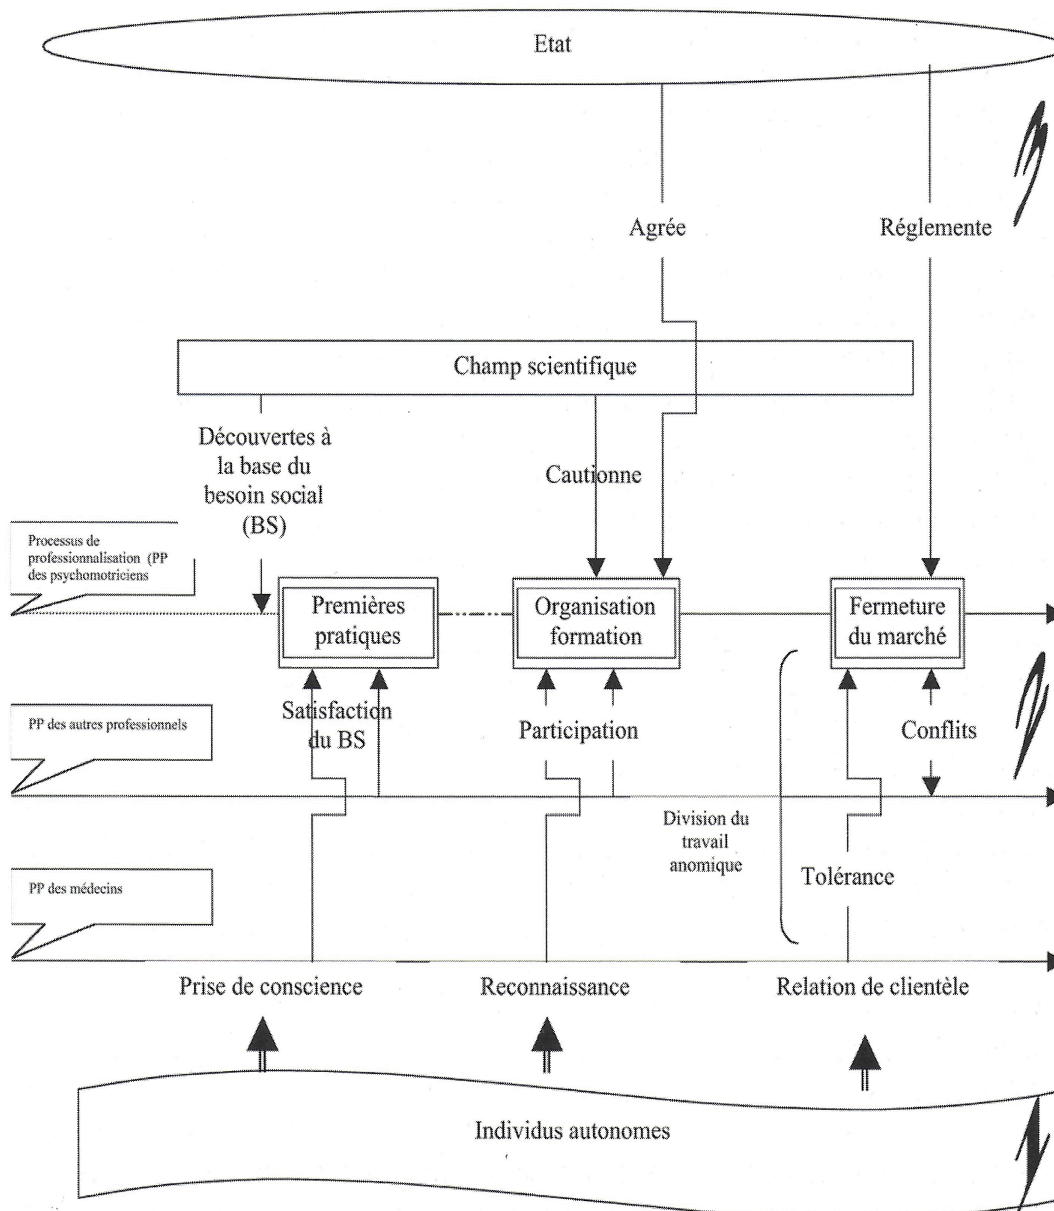 Etat
Agrée
Réglemente
Champ scientifique
Découvertes à
la base du
besoin social
(BS)
Cautionne
Processus de
professionnalisation (PP
des psychomotriciens
Premières
pratiques
Organisation
formation
Fermeture
du marché
PP des autres professionnels
Satisfaction
du BS
Participation
Conflits
Division du
travail
anomique
Tolérance
PP des médecins
Prise de conscience
Reconnaissance
Relation de clientèle
Individus autonomes